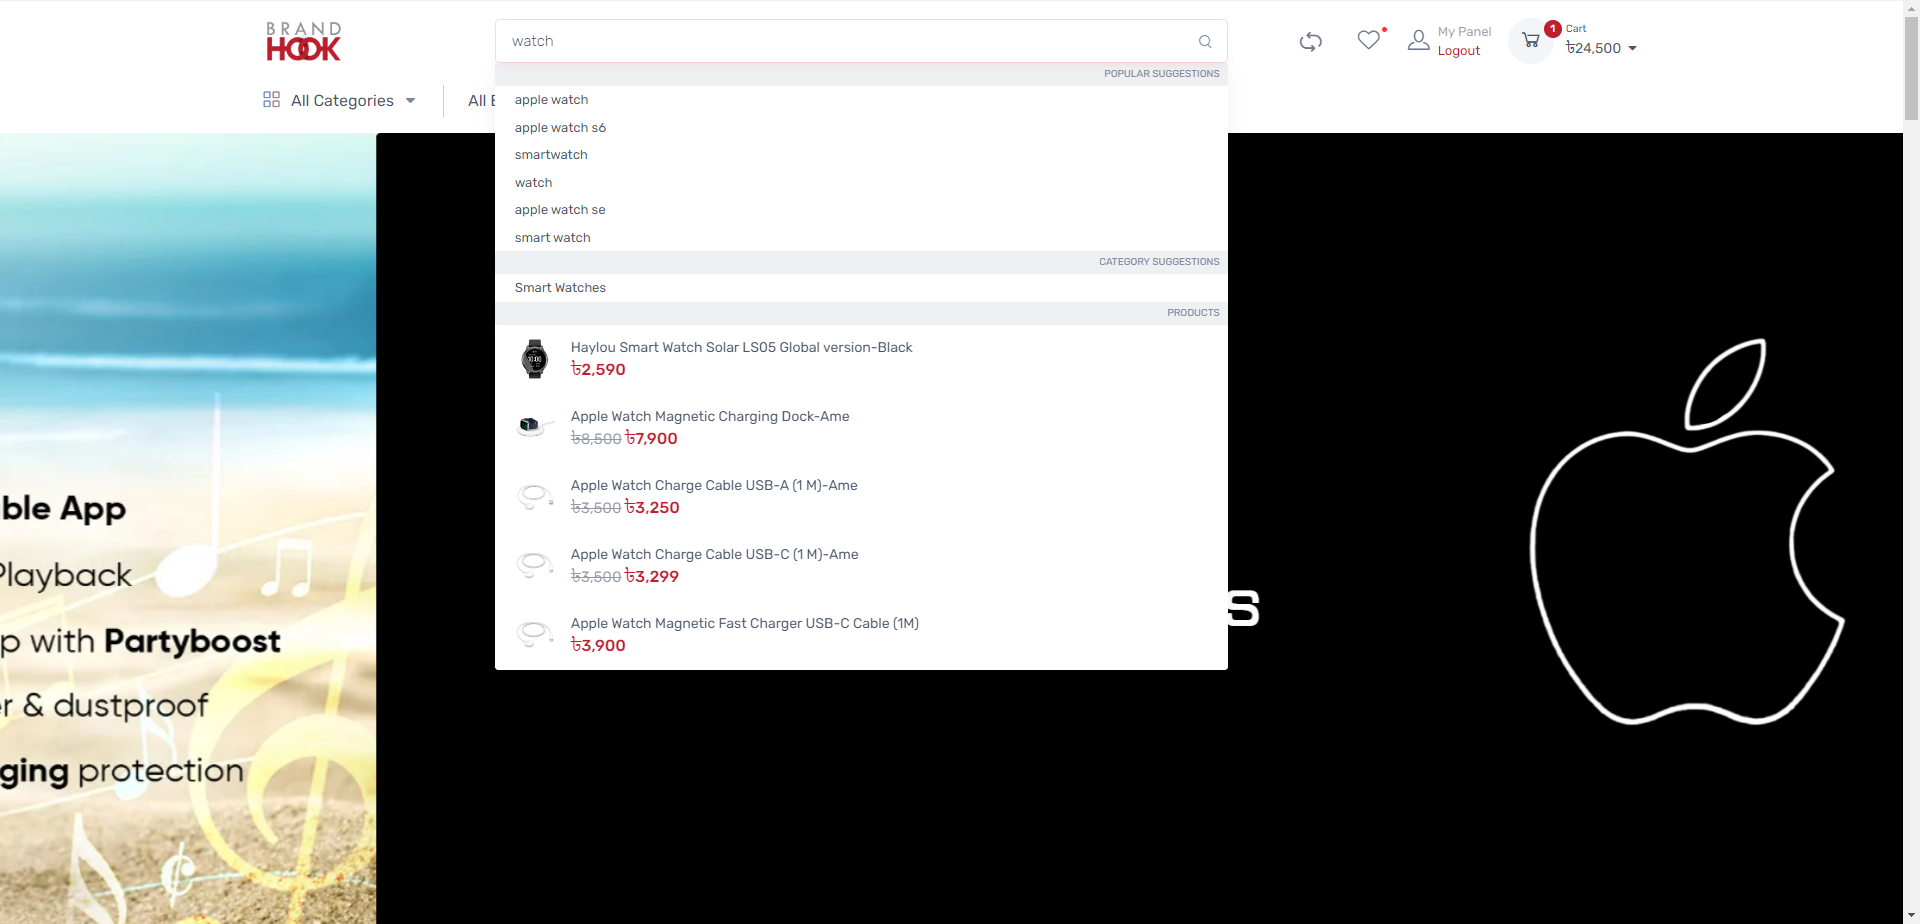 BRAND
HOOK
watch
My Panel
Logout
1
Cart
৳24,500
All Categories
All
POPULAR SUGGESTIONS
apple watch
apple watch s6
smartwatch
watch
apple watch se
smart watch
CATEGORY SUGGESTIONS
Smart Watches
PRODUCTS
Haylou Smart Watch Solar LS05 Global version-Black
৳2,590
Apple Watch Magnetic Charging Dock-Ame
৳8,500 ৳7,900
Apple Watch Charge Cable USB-A (1 M)-Ame
৳3,500 ৳3,250
Apple Watch Charge Cable USB-C (1 M)-Ame
৳3,500 ৳3,299
Apple Watch Magnetic Fast Charger USB-C Cable (1M)
৳3,900
ble App
Playback
p with Partyboost
r & dustproof
ging protection
S